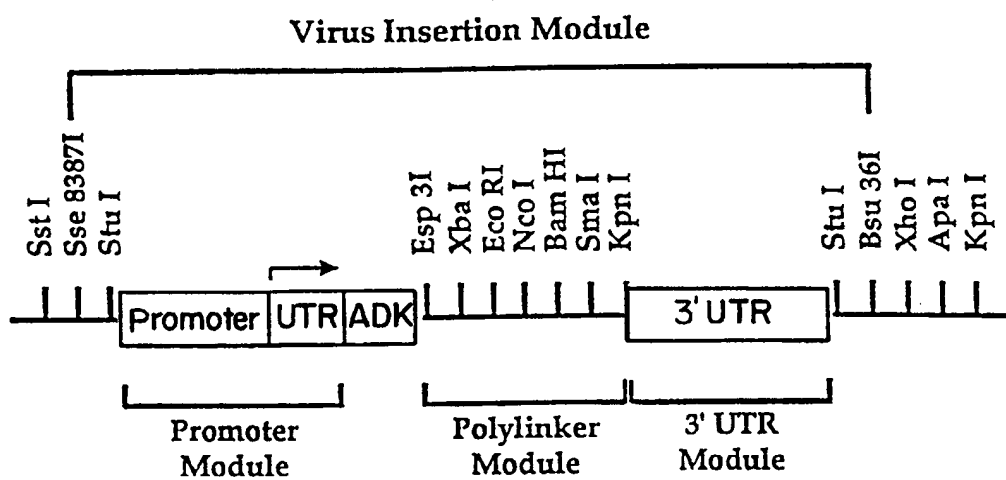 Virus Insertion Module
Sst I
Sse 8387I
Stu I
Esp 3I
Xba I
Eco RI
Nco I
Bam HI
Sma I
Kpn I
Stu I
Bsu 36I
Xho I
Apa I
Kpn I
Promoter
UTR
ADK
3' UTR
Promoter
Module
Polylinker
Module
3' UTR
Module